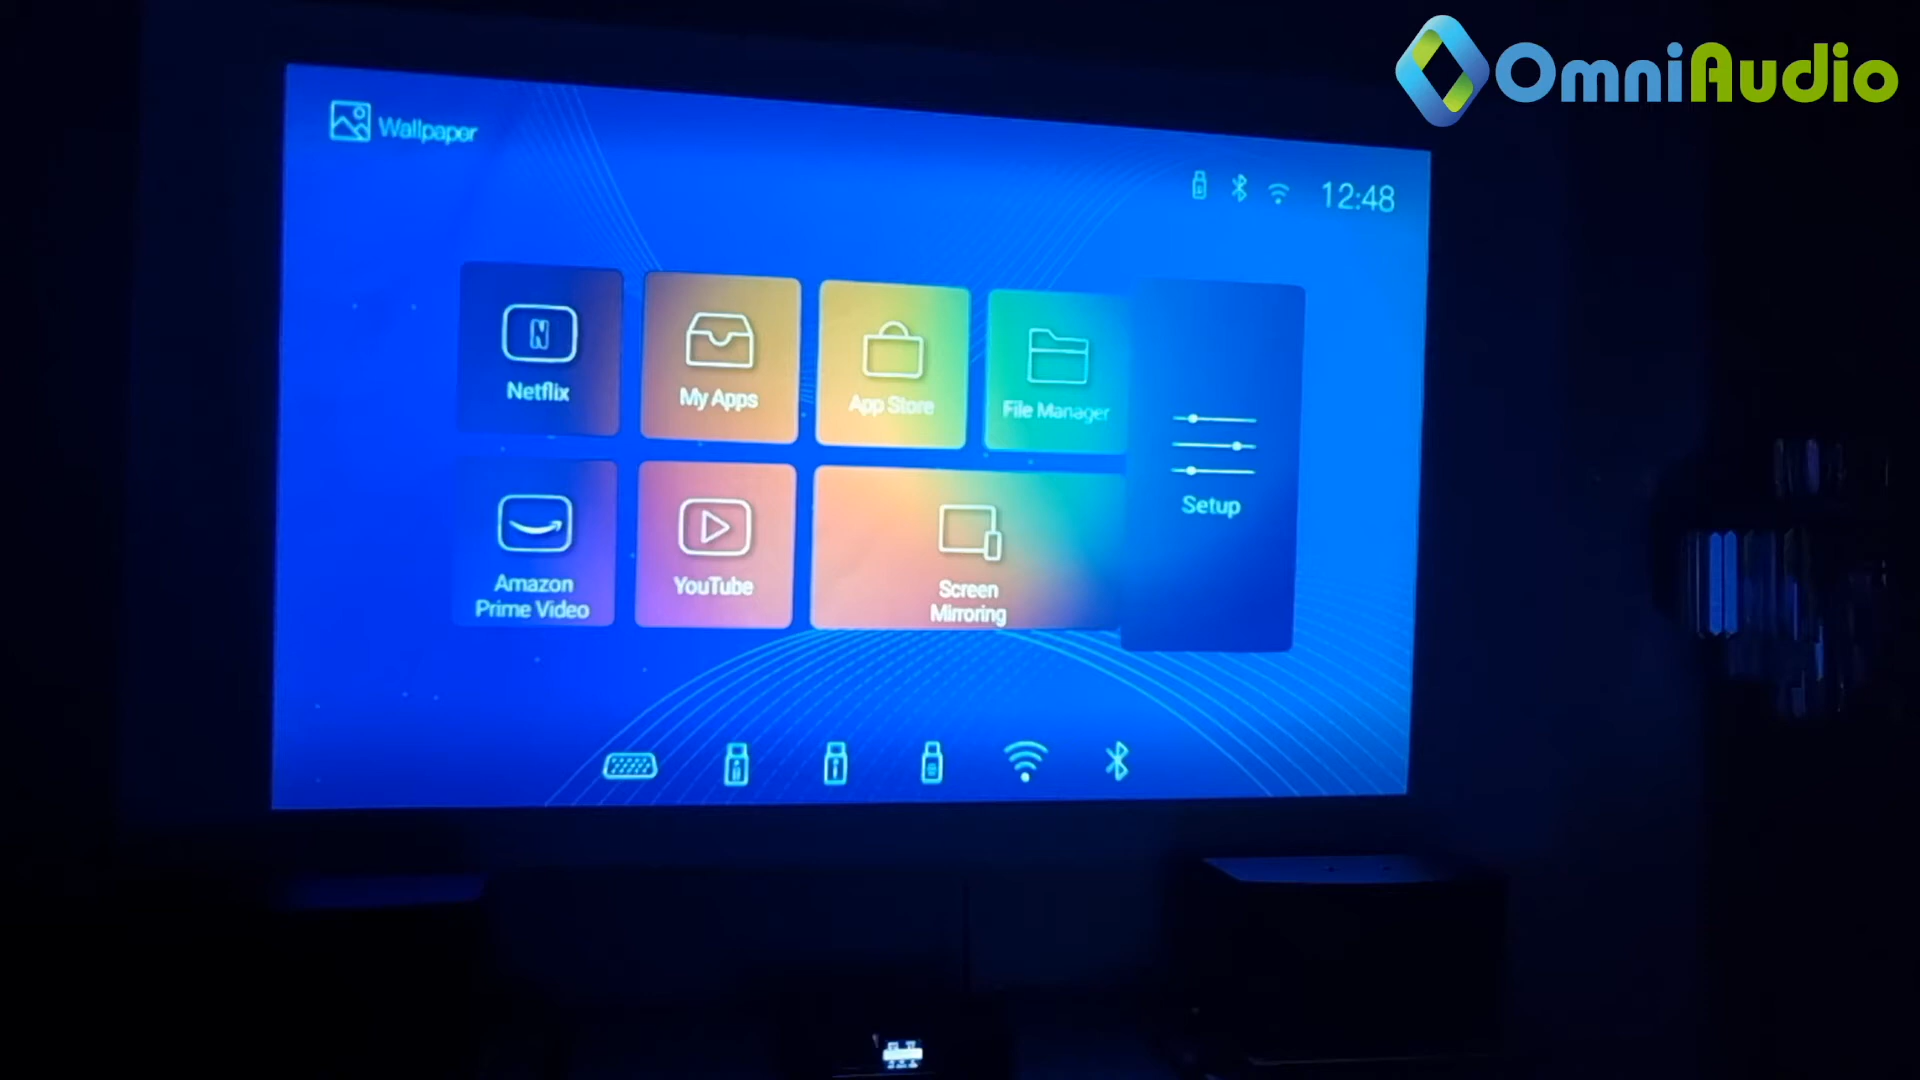 OmniAudio
Wallpaper
12:48
Netflix
My Apps
App Store
File Manager
Setup
Amazon
Prime Video
YouTube
Screen
Mirroring